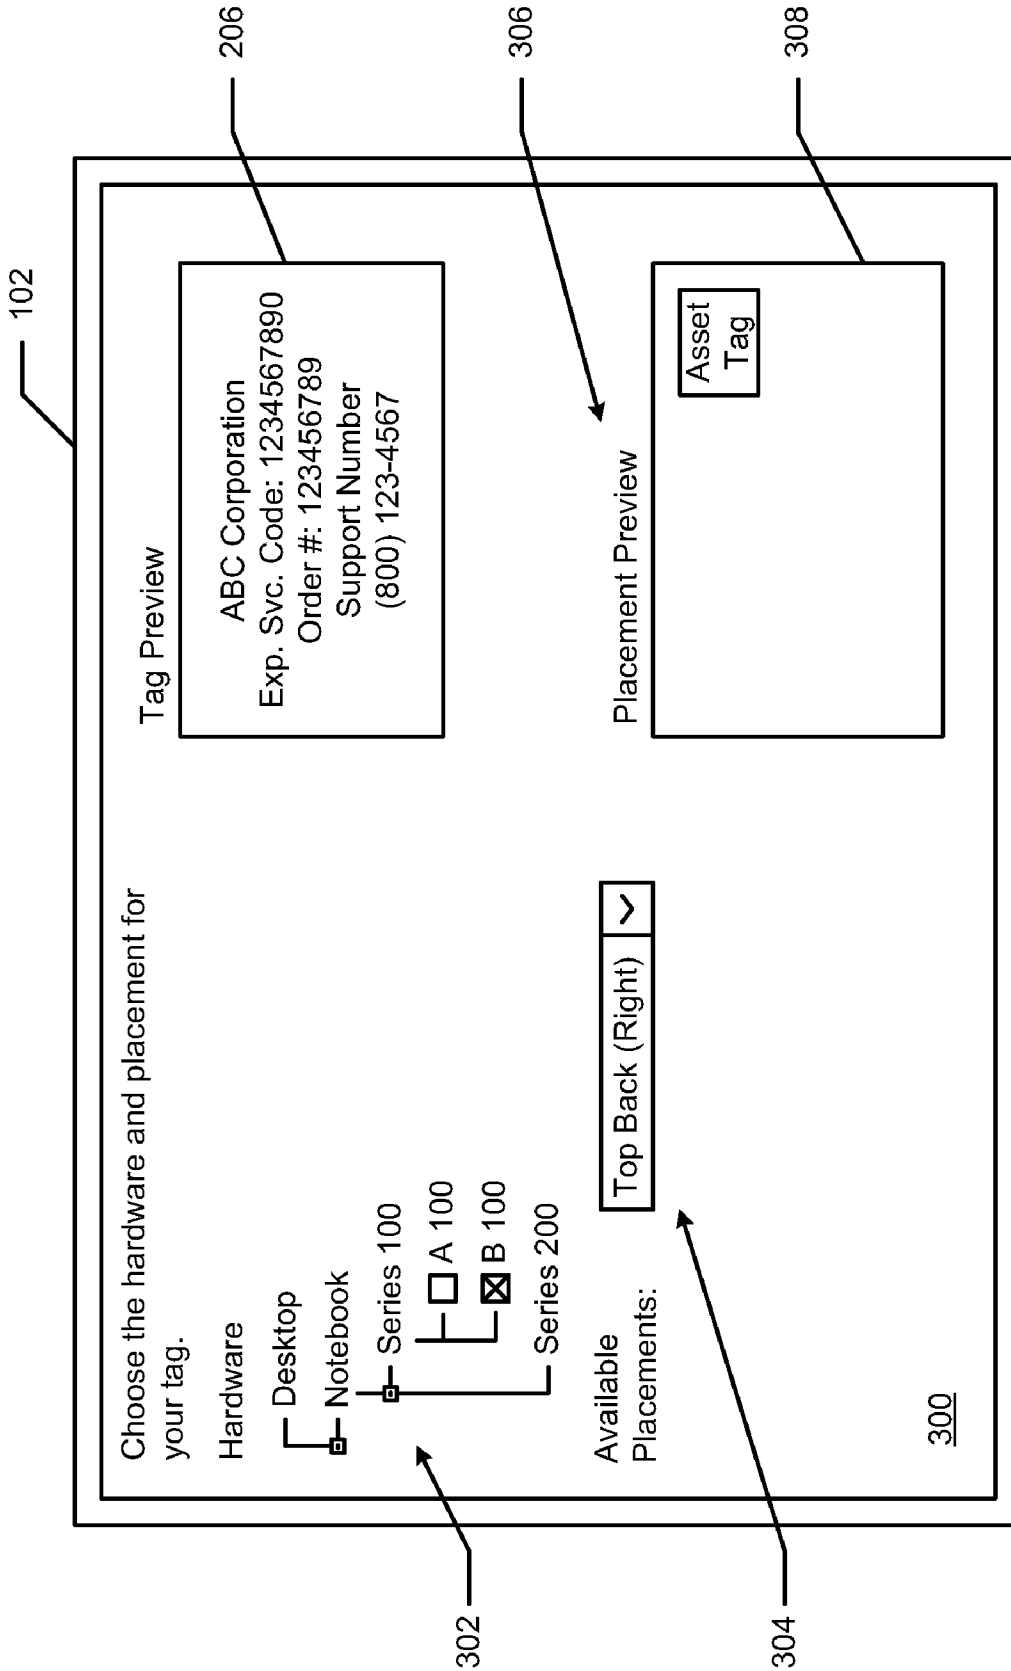 102
Choose the hardware and placement for
your tag.
Hardware
Desktop
Notebook
Series 100
A 100
B 100
Series 200
Available
Placements:
Top Back (Right)
300
Tag Preview
ABC Corporation
Exp. Svc. Code: 1234567890
Order #: 123456789
Support Number
(800) 123-4567
Placement Preview
Asset
Tag
206
306
308
302
304